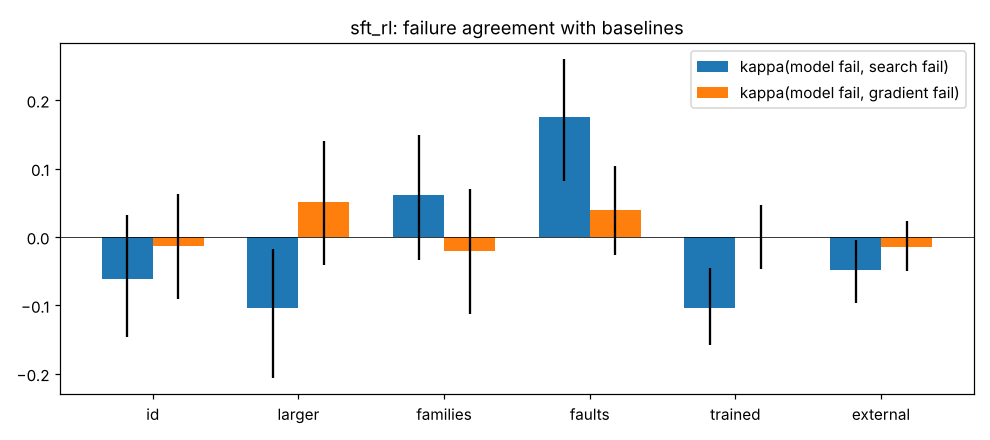 sft_rl: failure agreement with baselines
kappa(model fail, search fail)
kappa(model fail, gradient fail)
0.2
0.1
0.0
−0.1
−0.2
id larger families faults trained external